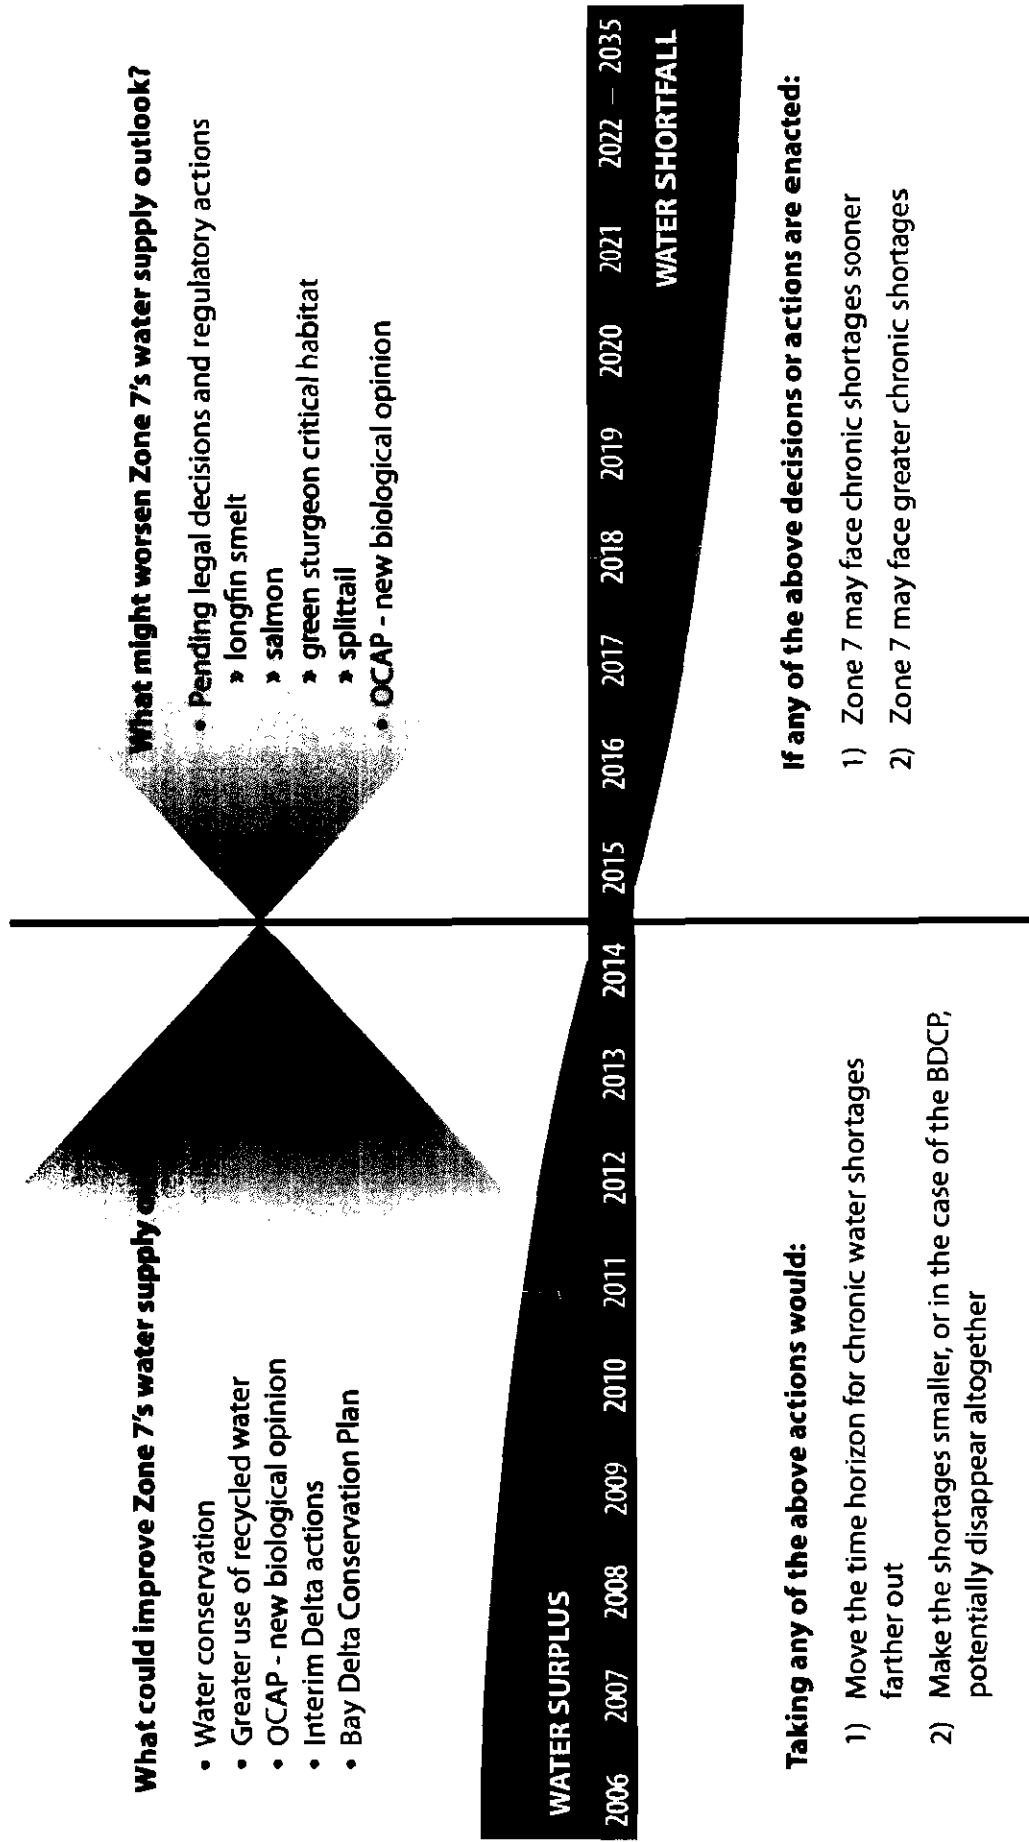 What could improve Zone 7's water supply
• Water conservation
• Greater use of recycled water
• OCAP - new biological opinion
• Interim Delta actions
• Bay Delta Conservation Plan
What might worsen Zone 7's water supply outlook?
• Pending legal decisions and regulatory actions
» longfin smelt
» salmon
» green sturgeon critical habitat
» splittail
• OCAP - new biological opinion
WATER SURPLUS
2006 2007 2008 2009 2010 2011 2012 2013 2014 2015 2016 2017 2018 2019 2020 2021 2022 – 2035
WATER SHORTFALL
Taking any of the above actions would:
1) Move the time horizon for chronic water shortages
farther out
2) Make the shortages smaller, or in the case of the BDCP,
potentially disappear altogether
If any of the above decisions or actions are enacted:
1) Zone 7 may face chronic shortages sooner
2) Zone 7 may face greater chronic shortages